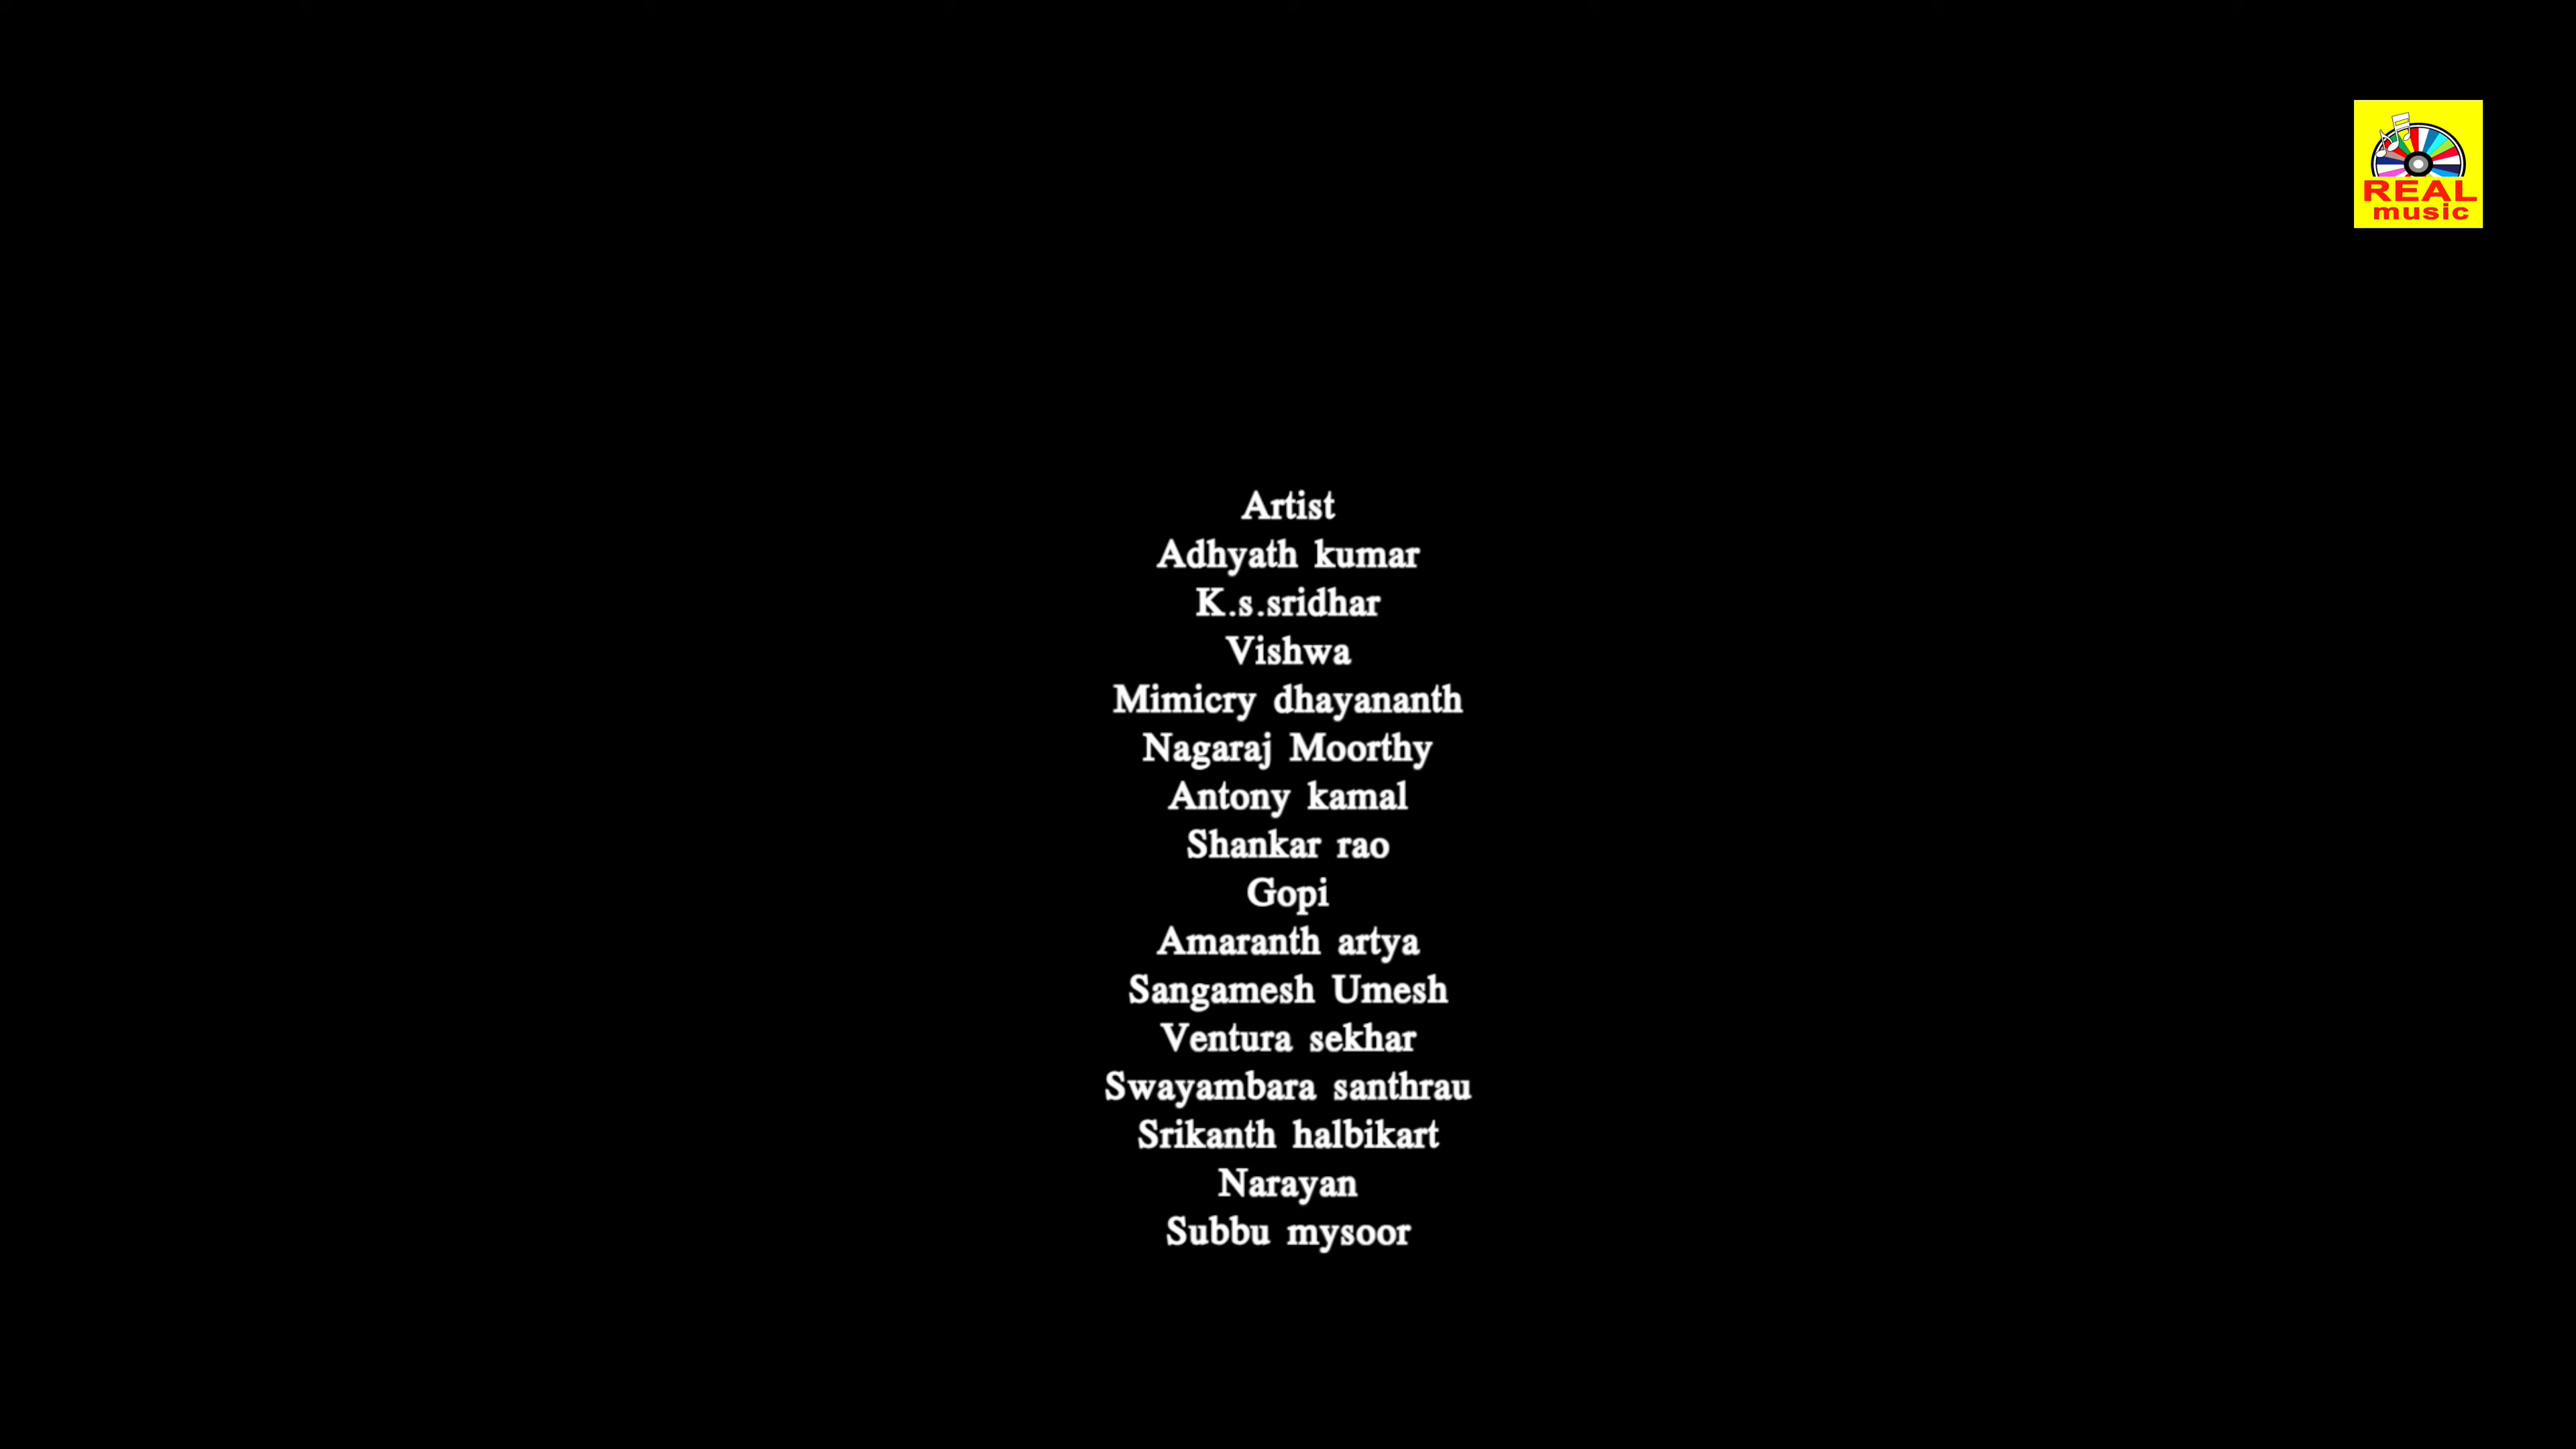 REAL
music
Artist
Adhyath kumar
K.s.sridhar
Vishwa
Mimicry dhayananth
Nagaraj Moorthy
Antony kamal
Shankar rao
Gopi
Amaranth artya
Sangamesh Umesh
Ventura sekhar
Swayambara santhrau
Srikanth halbikart
Narayan
Subbu mysoor